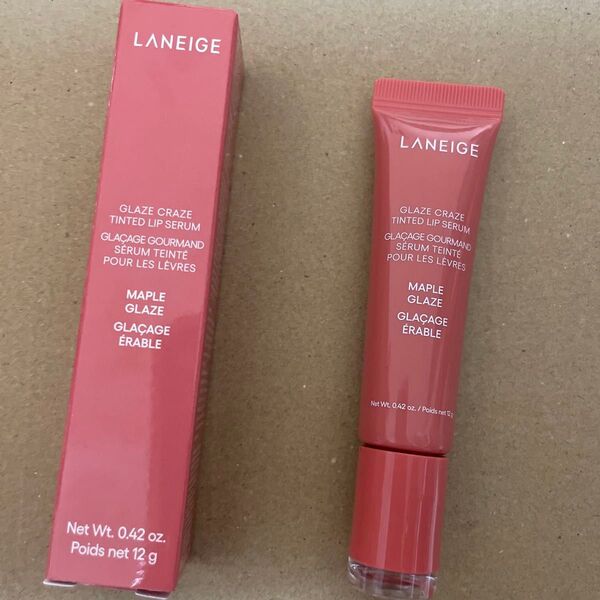 LANEIGE
GLAZE CRAZE
TINTED LIP SERUM
GLAÇAGE GOURMAND
SÉRUM TEINTÉ
POUR LES LÈVRES
MAPLE
GLAZE
GLAÇAGE
ÉRABLE
Net Wt. 0.42 oz.
Poids net 12 g
LANEIGE
GLAZE CRAZE
TINTED LIP SERUM
GLAÇAGE GOURMAND
SÉRUM TEINTÉ
POUR LES LÈVRES
MAPLE
GLAZE
GLAÇAGE
ÉRABLE
Net Wt. 0.42 oz. / Poids net 12 g